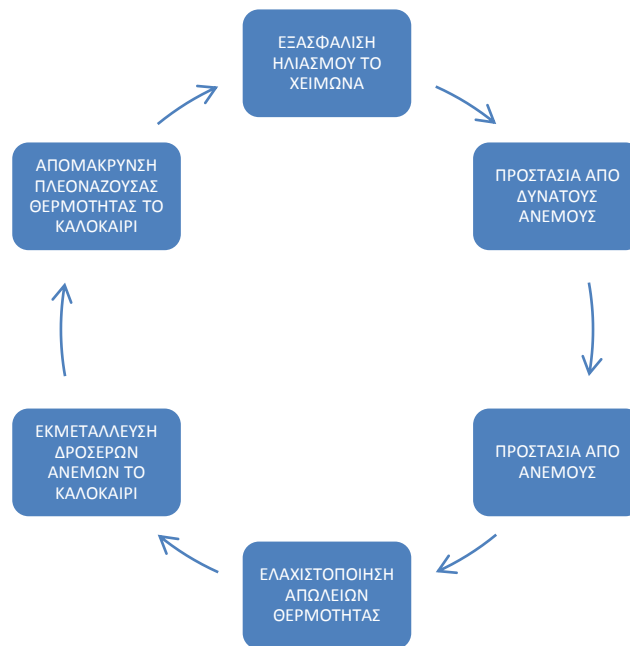 ΕΞΑΣΦΑΛΙΣΗ
ΗΛΙΑΣΜΟΥ ΤΟ
ΧΕΙΜΩΝΑ
ΠΡΟΣΤΑΣΙΑ ΑΠΟ
ΔΥΝΑΤΟΥΣ
ΑΝΕΜΟΥΣ
ΠΡΟΣΤΑΣΙΑ ΑΠΟ
ΑΝΕΜΟΥΣ
ΕΛΑΧΙΣΤΟΠΟΙΗΣΗ
ΑΠΩΛΕΙΩΝ
ΘΕΡΜΟΤΗΤΑΣ
ΕΚΜΕΤΑΛΛΕΥΣΗ
ΔΡΟΣΕΡΩΝ
ΑΝΕΜΩΝ ΤΟ
ΚΑΛΟΚΑΙΡΙ
ΑΠΟΜΑΚΡΥΝΣΗ
ΠΛΕΟΝΑΖΟΥΣΑΣ
ΘΕΡΜΟΤΗΤΑΣ ΤΟ
ΚΑΛΟΚΑΙΡΙ